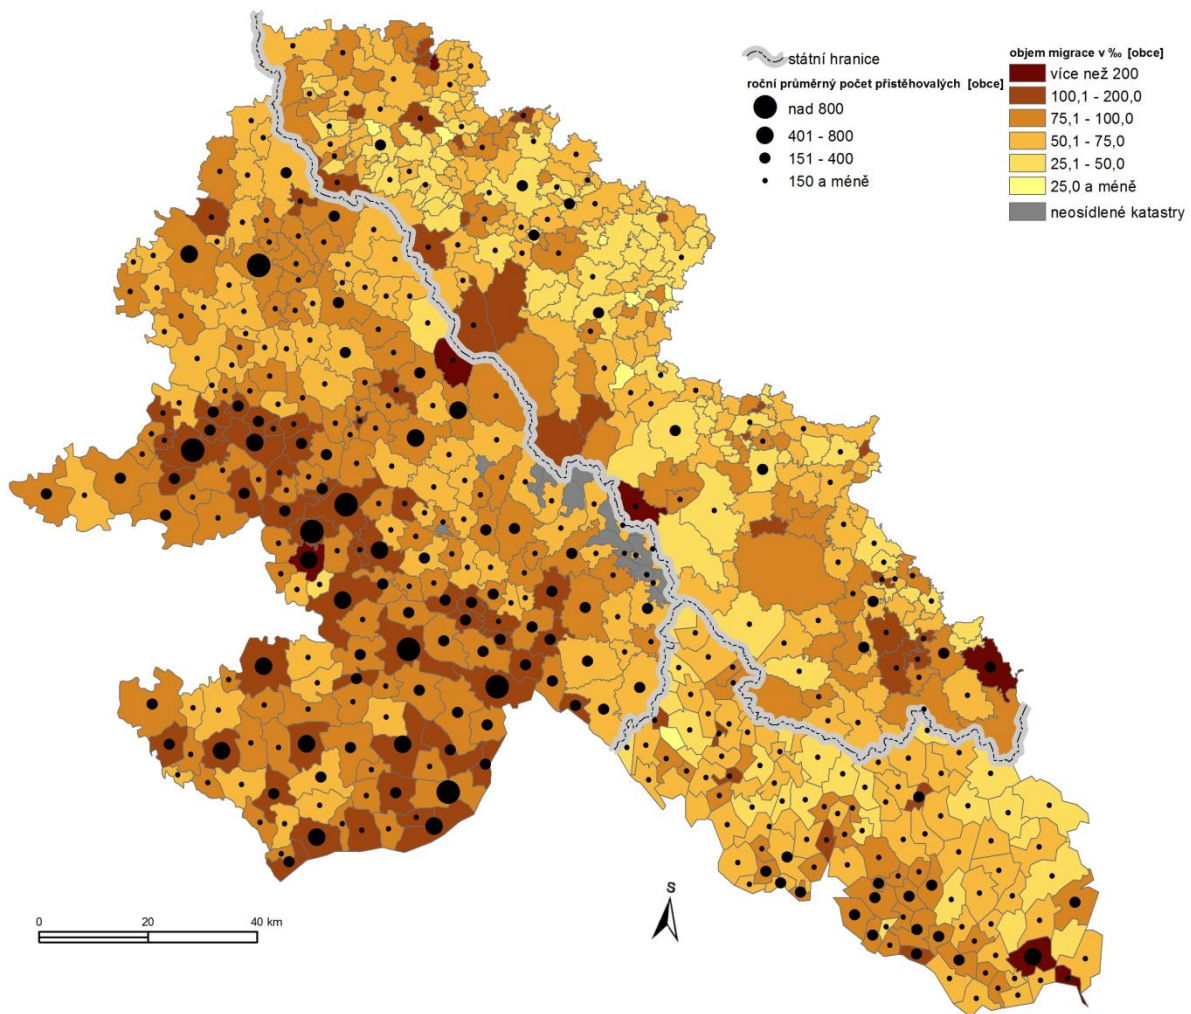 státní hranice
roční průměrný počet přistěhovalých [obce]
nad 800
401 - 800
151 - 400
150 a méně
objem migrace v ‰ [obce]
více než 200
100,1 - 200,0
75,1 - 100,0
50,1 - 75,0
25,1 - 50,0
25,0 a méně
neosídlené katastry
S
0 20 40 km